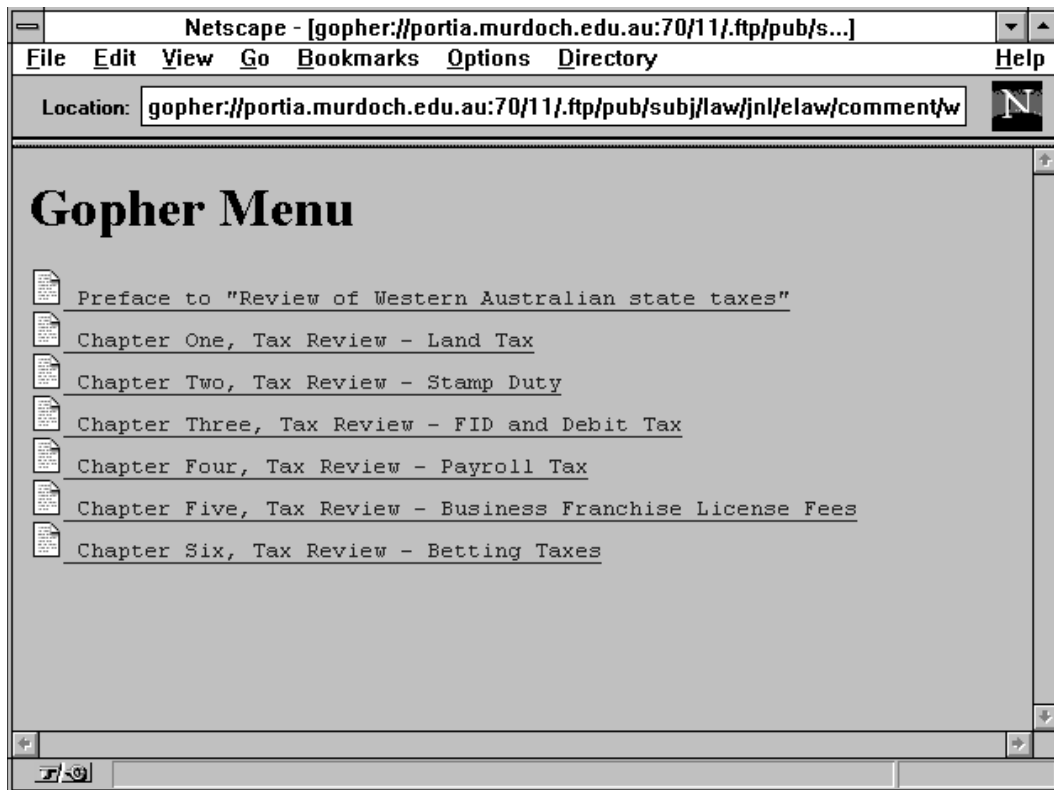 Netscape - [gopher://portia.murdoch.edu.au:70/11/.ftp/pub/s...]
File Edit View Go Bookmarks Options Directory Help
Location: gopher://portia.murdoch.edu.au:70/11/.ftp/pub/subj/law/jnl/elaw/comment/w
N
Gopher Menu
Preface to "Review of Western Australian state taxes"
Chapter One, Tax Review - Land Tax
Chapter Two, Tax Review - Stamp Duty
Chapter Three, Tax Review - FID and Debit Tax
Chapter Four, Tax Review - Payroll Tax
Chapter Five, Tax Review - Business Franchise License Fees
Chapter Six, Tax Review - Betting Taxes